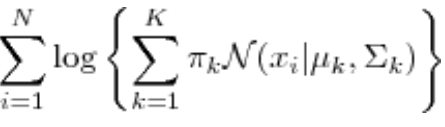 \sum_{i=1}^{N} \log \left\{ \sum_{k=1}^{K} \pi_k \mathcal{N}(x_i | \mu_k, \Sigma_k) \right\}